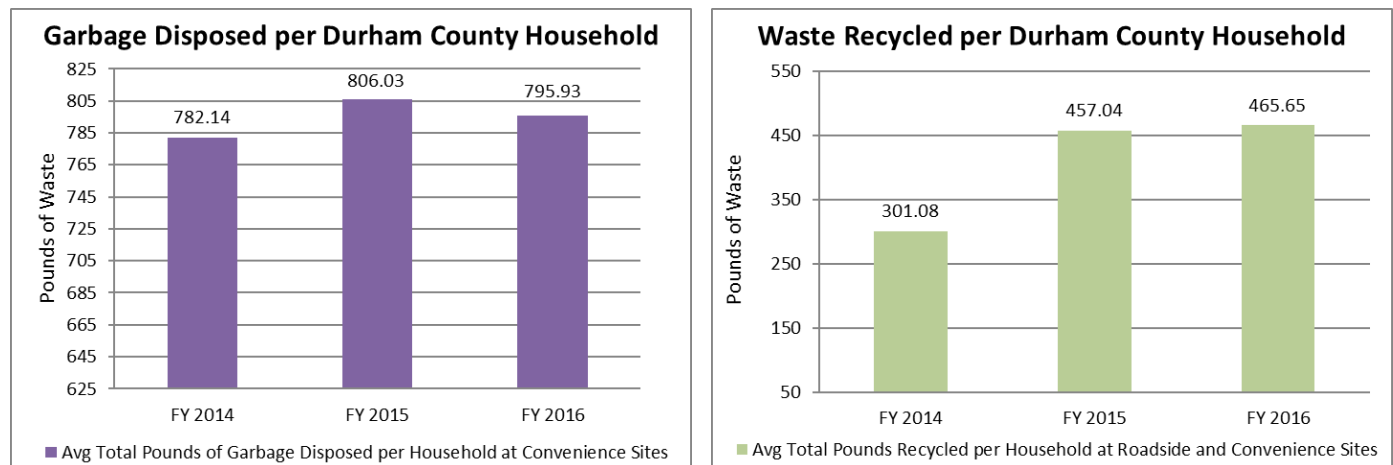 Garbage Disposed per Durham County Household
825
805
785
765
745
725
705
685
665
645
625
Pounds of Waste
782.14
806.03
795.93
FY 2014
FY 2015
FY 2016
Avg Total Pounds of Garbage Disposed per Household at Convenience Sites
Waste Recycled per Durham County Household
550
450
350
250
150
50
Pounds of Waste
301.08
457.04
465.65
FY 2014
FY 2015
FY 2016
Avg Total Pounds Recycled per Household at Roadside and Convenience Sites